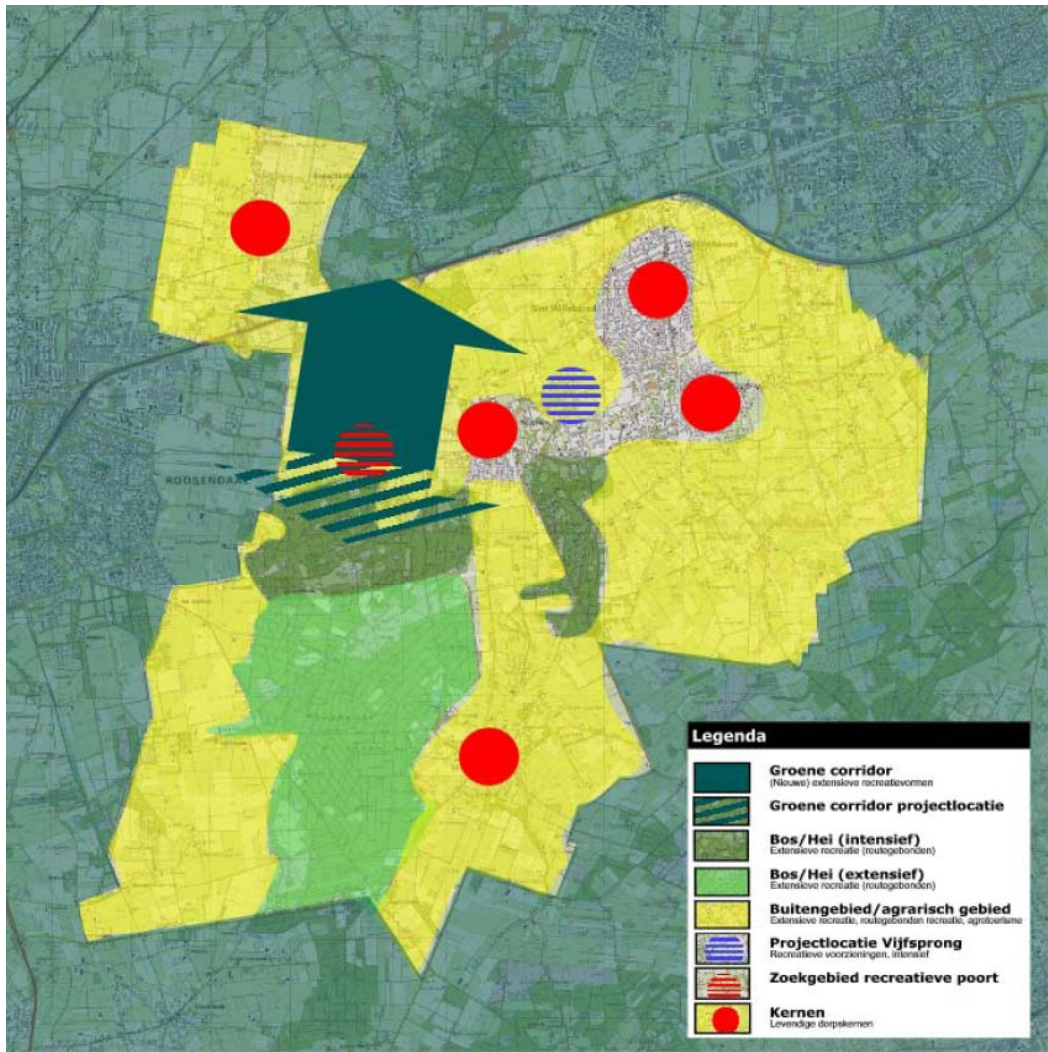 ROOSENDAAL
Legenda
Groene corridor
(Nieuwe) extensieve recreatievormen
Groene corridor projectlocatie
Bos/Hei (intensief)
Extensieve recreatie (routegebonden)
Bos/Hei (extensief)
Extensieve recreatie (routegebonden)
Buitengebied/agrarisch gebied
Extensieve recreatie, routegebonden recreatie, agrotoerisme
Projectlocatie Vijfsprong
Recreatieve voorzieningen, intensief
Zoekgebied recreatieve poort
Kernen
Levendige dorpskernen